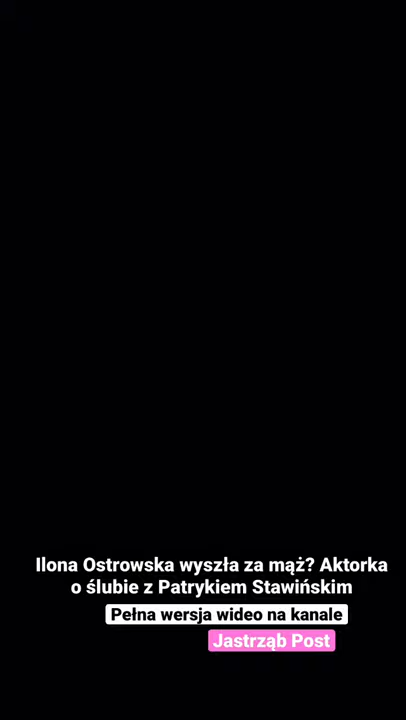 Ilona Ostrowska wyszła za mąż? Aktorka
o ślubie z Patrykiem Stawińskim
Pełna wersja wideo na kanale
Jastrząb Post